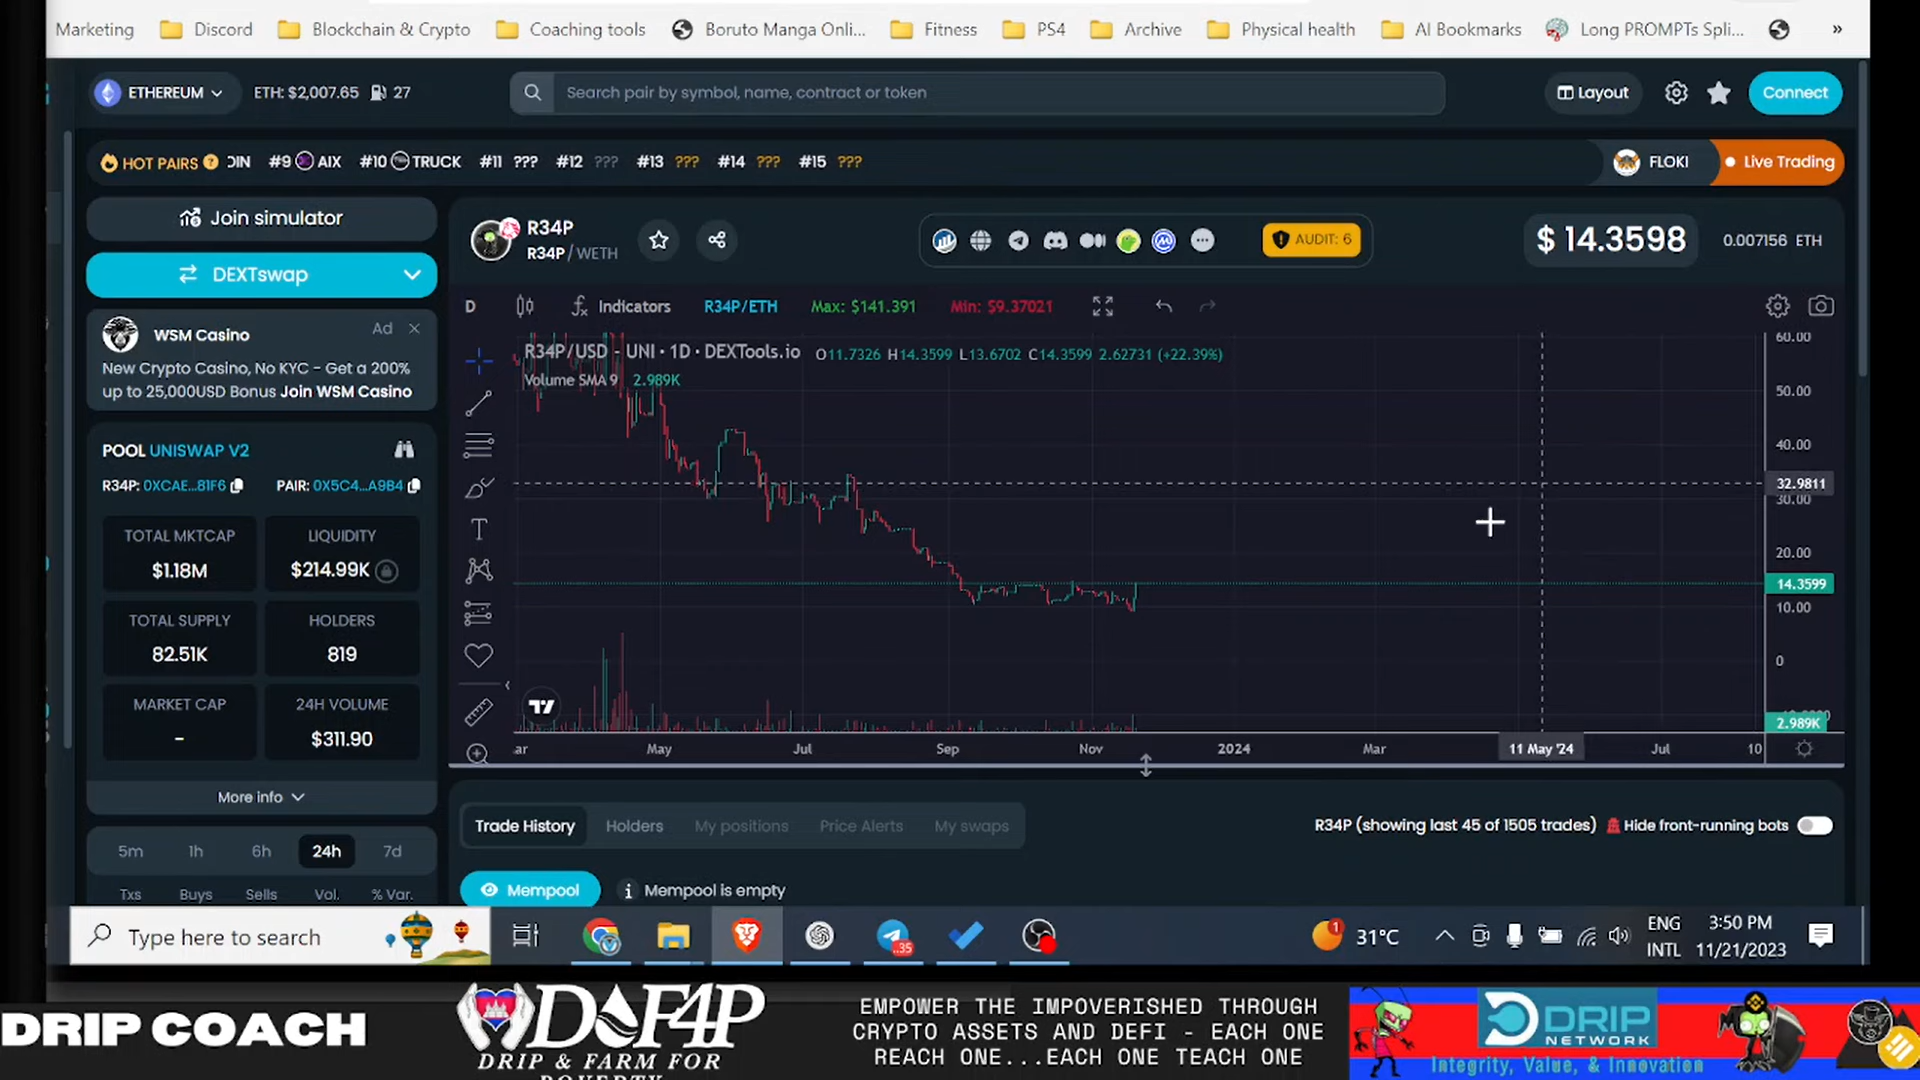 Marketing Discord Blockchain & Crypto Coaching tools Boruto Manga Onli... Fitness PS4 Archive Physical health AI Bookmarks Long PROMPTs Spli... »
ETHEREUM ETH: $2,007.65 27 Search pair by symbol, name, contract or token Layout Connect
HOT PAIRS ? #9 AIX #10 TRUCK #11 ??? #12 ??? #13 ??? #14 ??? #15 ??? FLOKI Live Trading
Join simulator
DEXTswap
WSM Casino Ad
New Crypto Casino, No KYC - Get a 200%
up to 25,000USD Bonus Join WSM Casino
POOL UNISWAP V2
R34P: 0XCAE...81F6 PAIR: 0X5C4...A9B4
TOTAL MKTCAP LIQUIDITY
$1.18M $214.99K
TOTAL SUPPLY HOLDERS
82.51K 819
MARKET CAP 24H VOLUME
- $311.90
More info
5m 1h 6h 24h 7d
Txs Buys Sells Vol. % Var.
R34P
R34P/WETH
AUDIT: 6
$ 14.3598 0.007156 ETH
D Indicators R34P/ETH Max: $141.391 Min: $9.37021
R34P/USD - UNI · 1D · DEXTools.io O11.7326 H14.3599 L13.6702 C14.3599 2.62731 (+22.39%)
Volume SMA 9 2.989K
60.00
50.00
40.00
32.9811
30.00
20.00
14.3599
10.00
0
2.989K
ar May Jul Sep Nov 2024 Mar 11 May '24 Jul 10
Trade History Holders My positions Price Alerts My swaps R34P (showing last 45 of 1505 trades) Hide front-running bots
Mempool Mempool is empty
Type here to search 35 1 31°C ENG 3:50 PM
INTL 11/21/2023
DRIP COACH
DOF4P
DRIP & FARM FOR
POVERTY
EMPOWER THE IMPOVERISHED THROUGH
CRYPTO ASSETS AND DEFI - EACH ONE
REACH ONE...EACH ONE TEACH ONE
DRIP
NETWORK
Integrity, Value, & Innovation